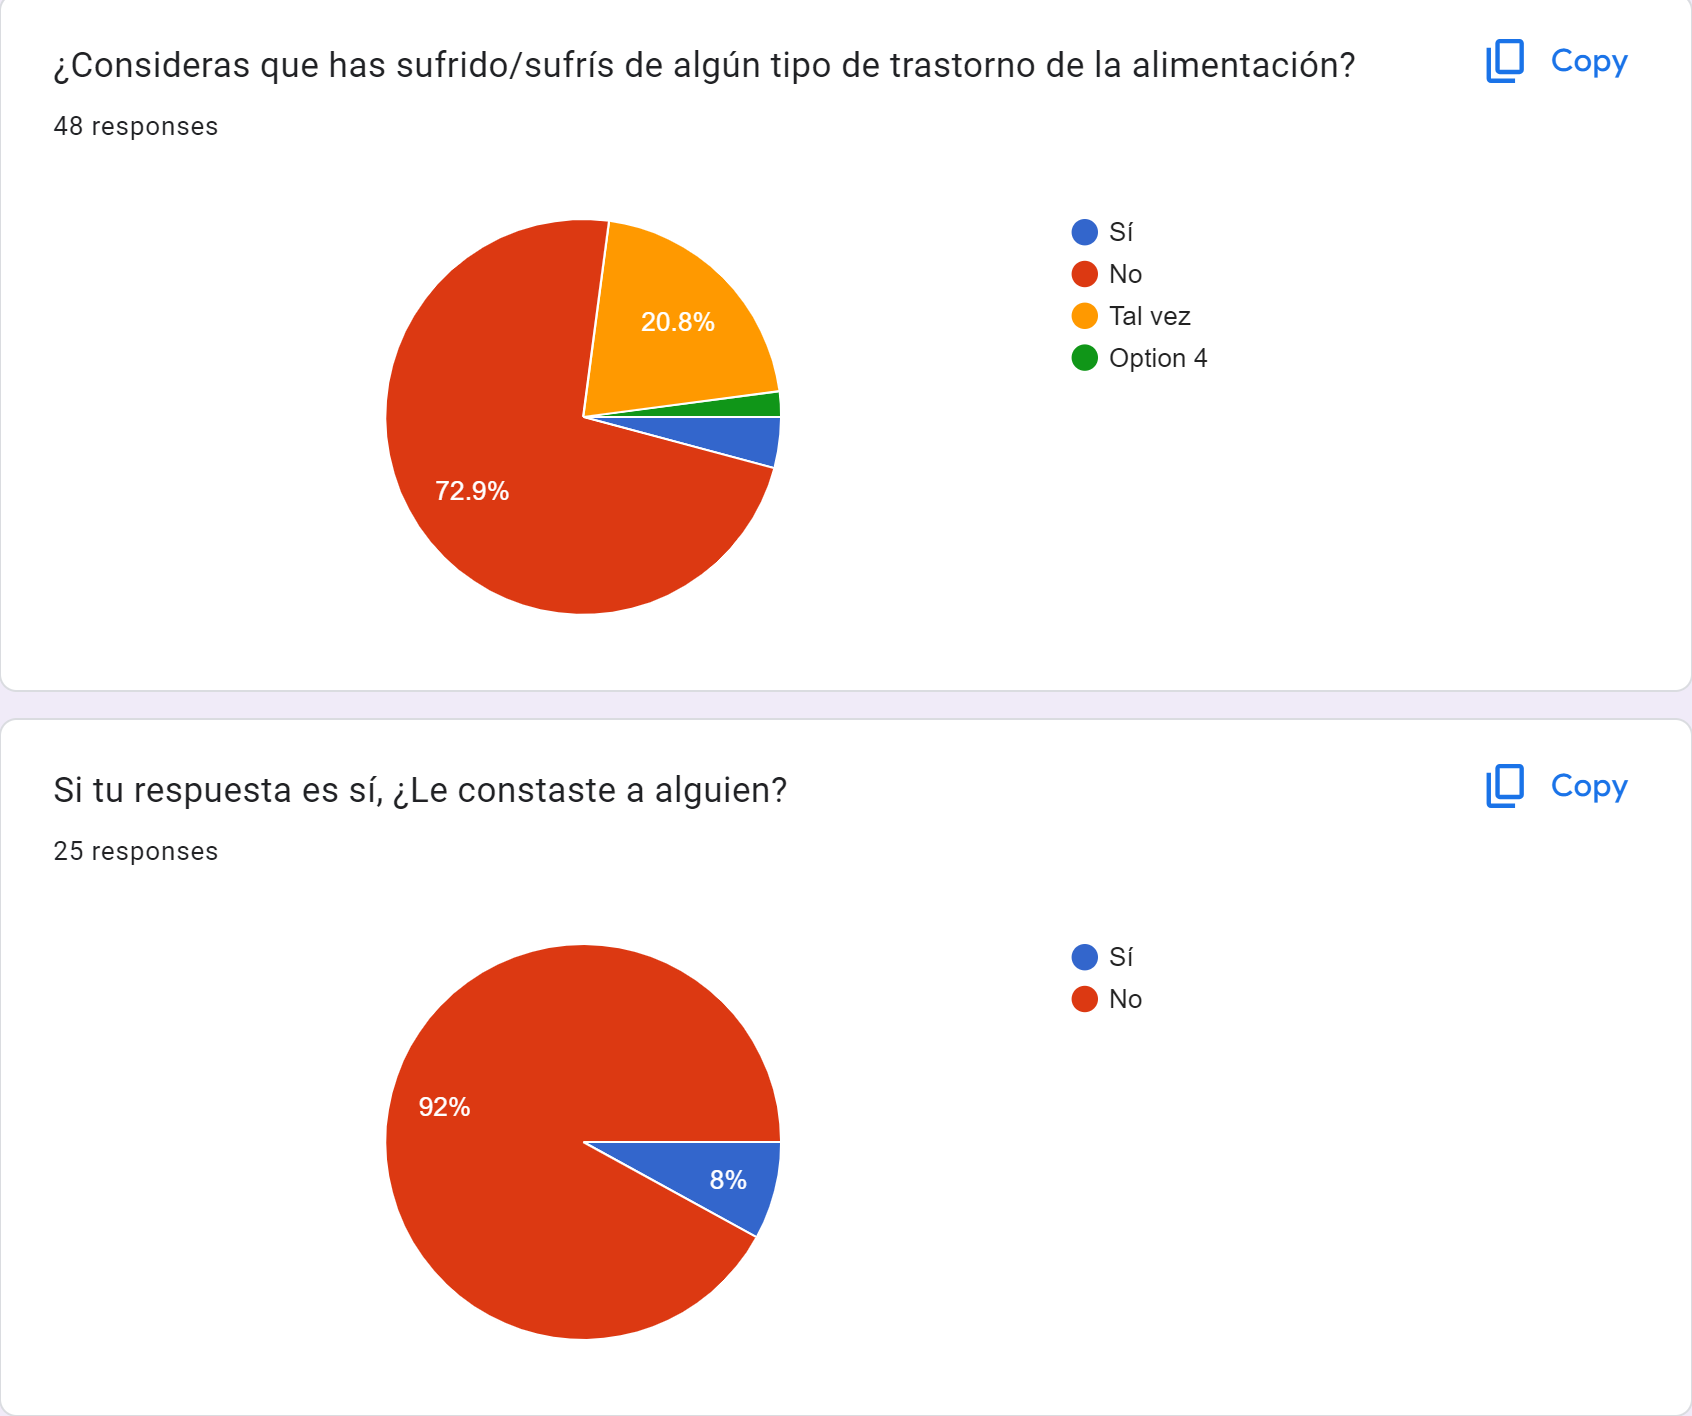 ¿Consideras que has sufrido/sufrís de algún tipo de trastorno de la alimentación?
Copy
48 responses
Sí
No
Tal vez
Option 4
20.8%
72.9%
Si tu respuesta es sí, ¿Le constaste a alguien?
Copy
25 responses
Sí
No
92%
8%